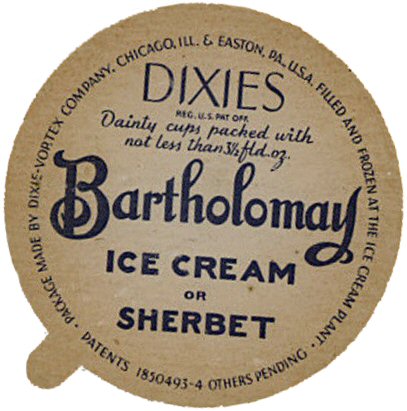 PACKAGE MADE BY DIXIE-VORTEX COMPANY, CHICAGO, ILL. & EASTON, PA., U.S.A. FILLED AND FROZEN AT THE ICE CREAM PLANT ·
DIXIES
REG. U.S. PAT OFF.
Dainty cups packed with
not less than 3½ fld. oz.
Bartholomay
ICE CREAM
OR
SHERBET
PATENTS 1850493-4 OTHERS PENDING ·